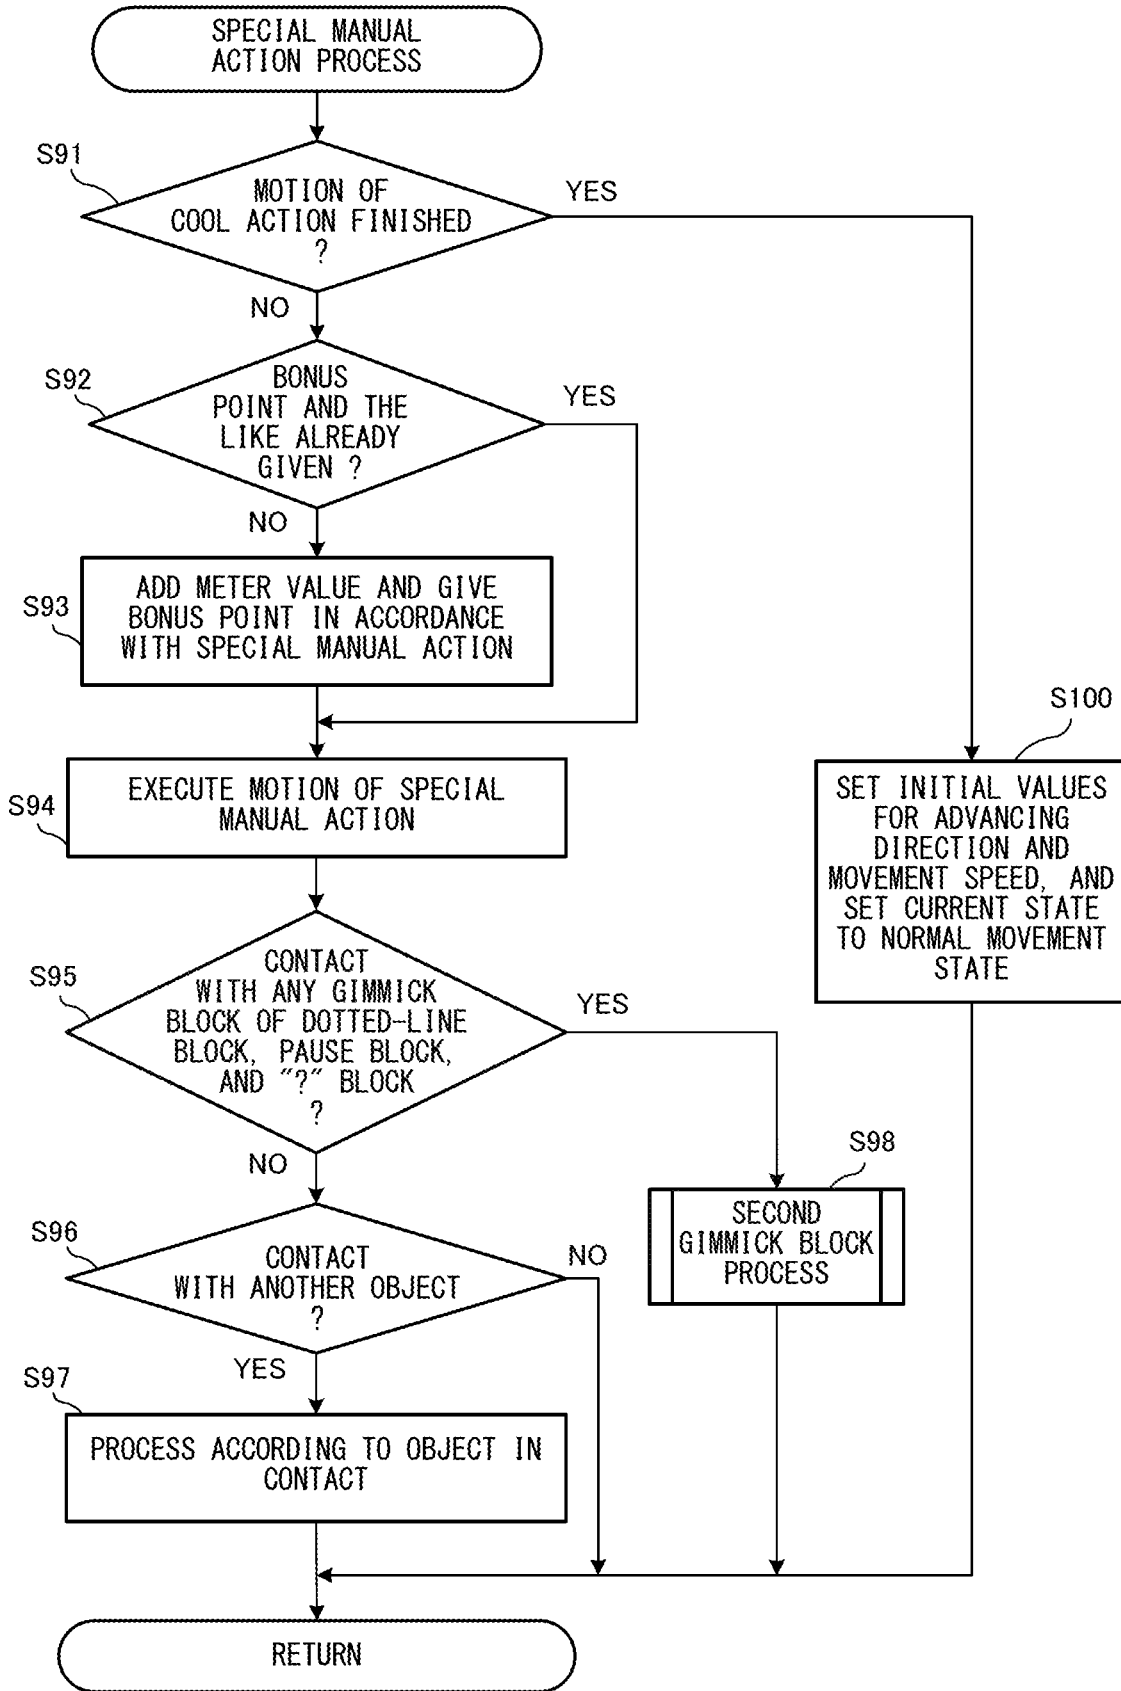 SPECIAL MANUAL
ACTION PROCESS
S91
MOTION OF
COOL ACTION FINISHED
?
YES
NO
S92
BONUS
POINT AND THE
LIKE ALREADY
GIVEN ?
YES
NO
S93
ADD METER VALUE AND GIVE
BONUS POINT IN ACCORDANCE
WITH SPECIAL MANUAL ACTION
S94
EXECUTE MOTION OF SPECIAL
MANUAL ACTION
S100
SET INITIAL VALUES
FOR ADVANCING
DIRECTION AND
MOVEMENT SPEED, AND
SET CURRENT STATE
TO NORMAL MOVEMENT
STATE
S95
CONTACT
WITH ANY GIMMICK
BLOCK OF DOTTED-LINE
BLOCK, PAUSE BLOCK,
AND "?" BLOCK
?
YES
NO
S98
SECOND
GIMMICK BLOCK
PROCESS
S96
CONTACT
WITH ANOTHER OBJECT
?
NO
YES
S97
PROCESS ACCORDING TO OBJECT IN
CONTACT
RETURN